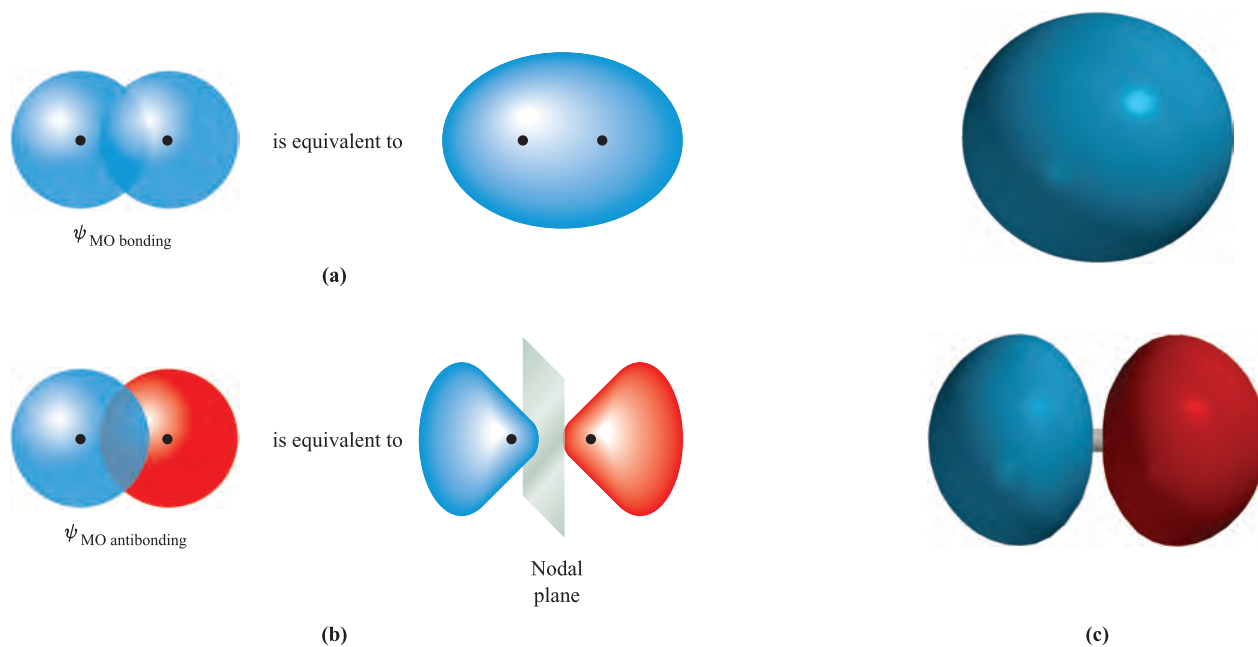 is equivalent to
ψ MO bonding
(a)
is equivalent to
ψ MO antibonding
Nodal
plane
(b)
(c)